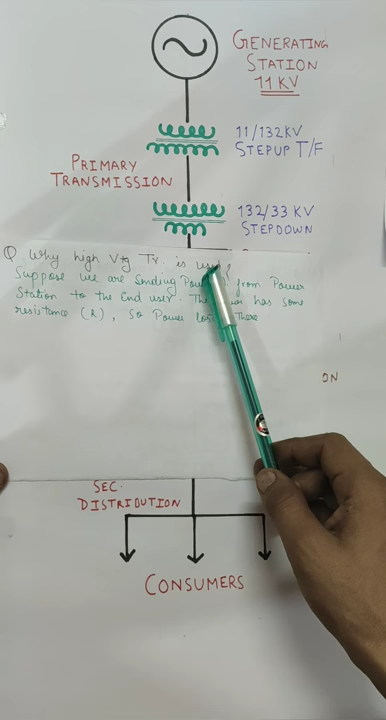 GENERATING
STATION
11 KV
11/132KV
STEPUP T/F
PRIMARY
TRANSMISSION
132/33 KV
STEPDOWN
Q Why high Vtg Tr. is used
Suppose we are Sending from Power
Station to the End user. has some
resistance (R), So Power There.
ON
SEC.
DISTRIBUTION
CONSUMERS